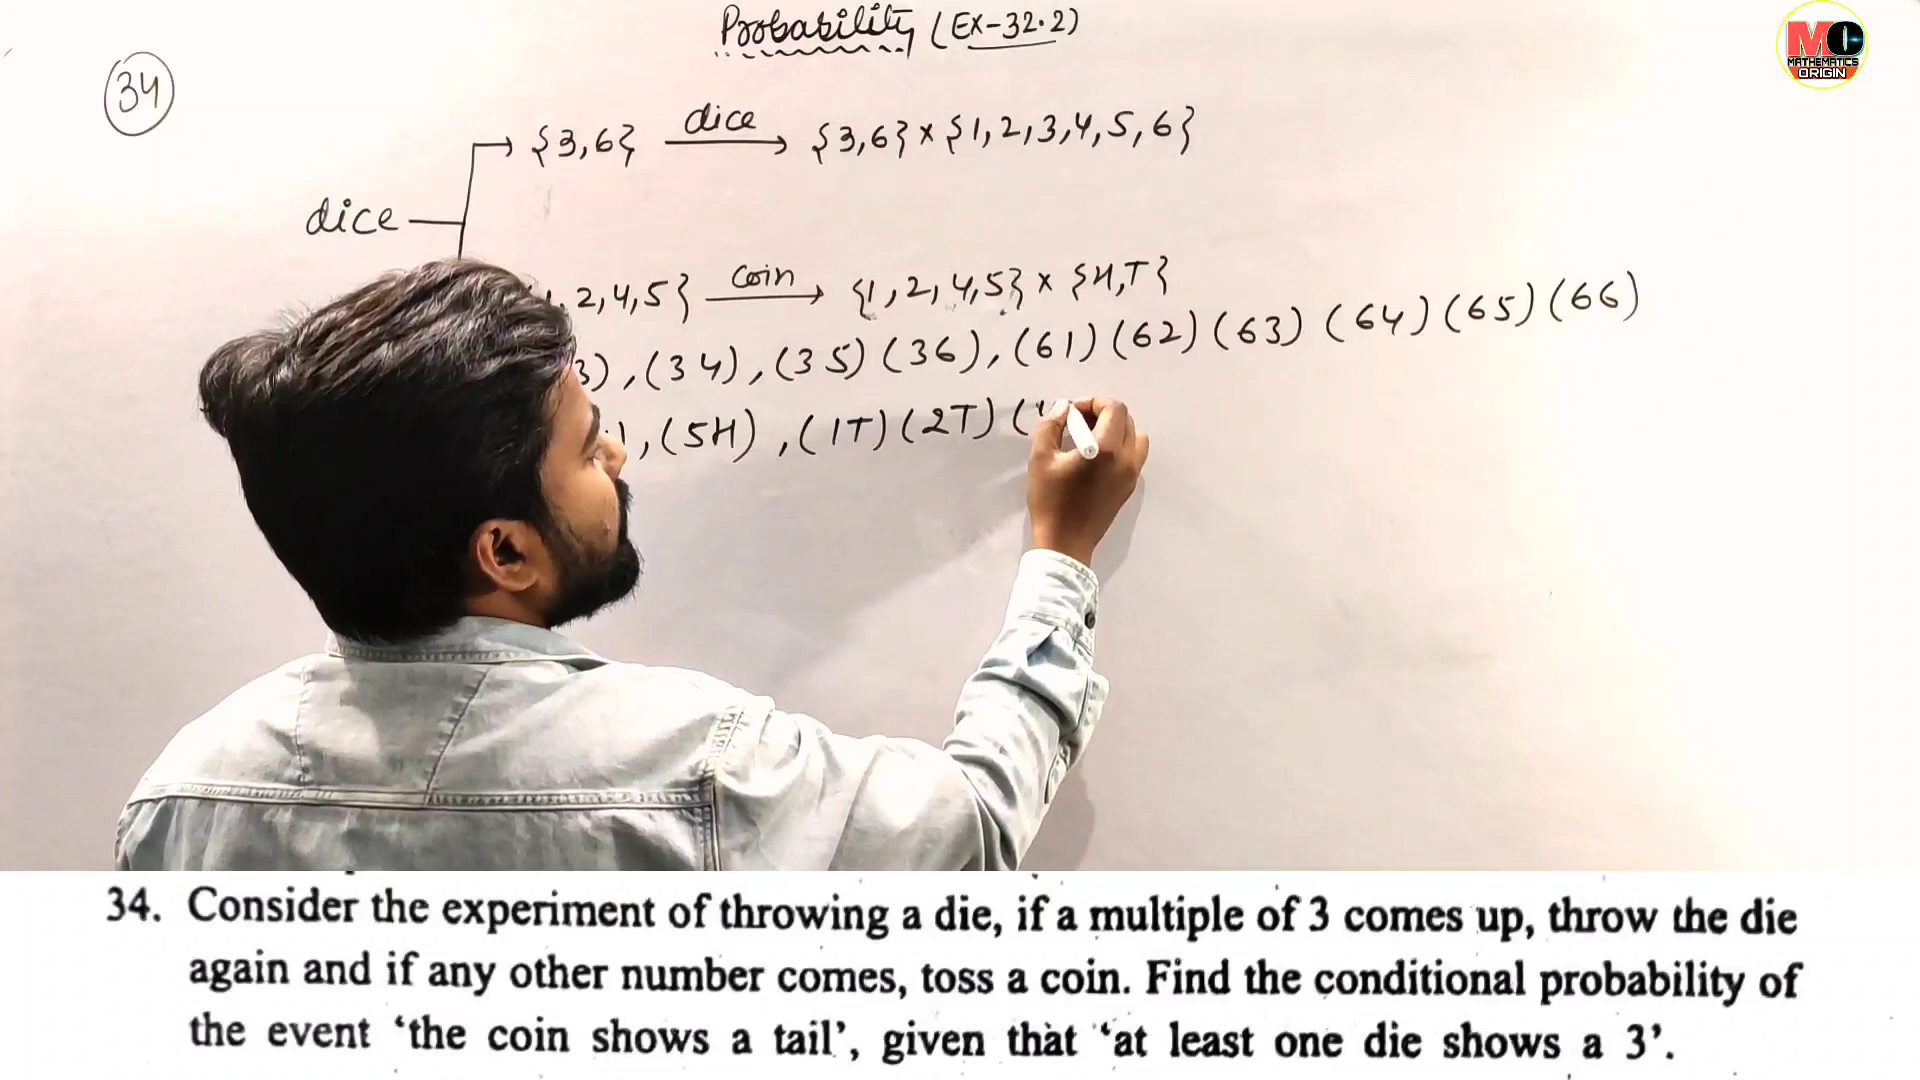 Probability (EX-32.2)
MO
MATHEMATICS
ORIGIN
34
{3,6} dice {3,6} × {1,2,3,4,5,6}
dice
2,4,5} coin {1,2,4,5} × {H,T}
3), (34), (35) (36), (61) (62) (63) (64) (65) (66)
), (5H), (1T) (2T) (
34. Consider the experiment of throwing a die, if a multiple of 3 comes up, throw the die
again and if any other number comes, toss a coin. Find the conditional probability of
the event ‘the coin shows a tail’, given that ‘at least one die shows a 3’.